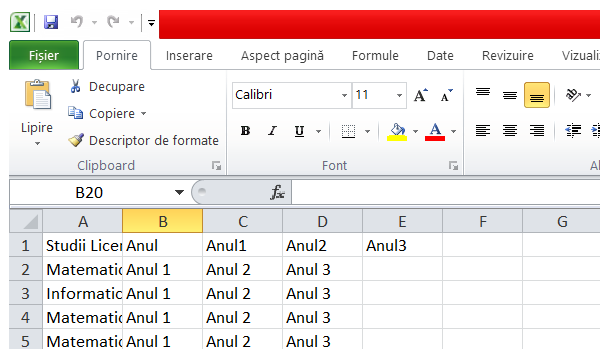 Fișier Pornire Inserare Aspect pagină Formule Date Revizuire Vizuali
Decupare
Copiere
Descriptor de formate
Lipire
Calibri 11 A A
B I U A
Clipboard Font Al
B20 fx
A B C D E F G
1 Studii Licen Anul Anul1 Anul2 Anul3
2 Matematic Anul 1 Anul 2 Anul 3
3 Informatic Anul 1 Anul 2 Anul 3
4 Matematic Anul 1 Anul 2 Anul 3
5 Matematic Anul 1 Anul 2 Anul 3